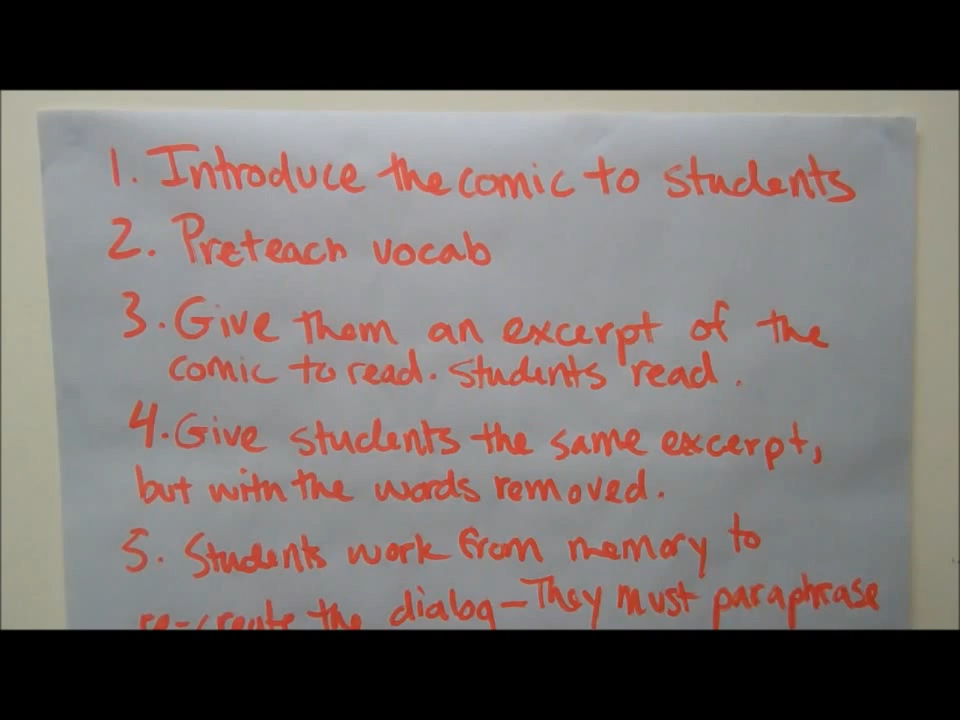 1. Introduce the comic to students
2. Preteach vocab
3. Give them an excerpt of the
comic to read. Students read.
4. Give students the same excerpt,
but with the words removed.
5. Students work from memory to
re-create the dialog - They must paraphrase